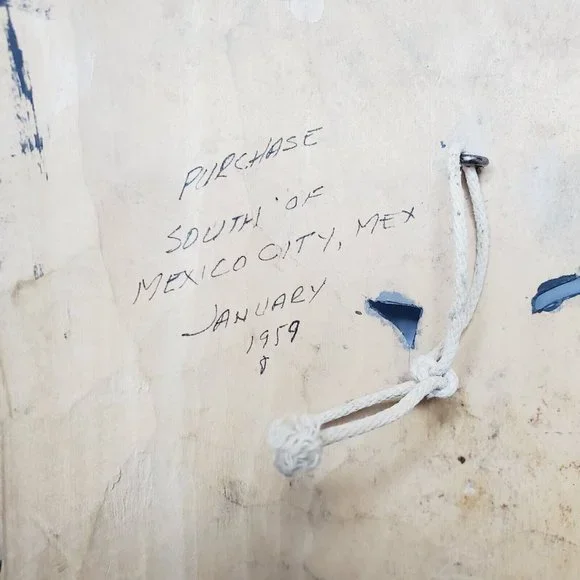 PURCHASE
SOUTH OF
MEXICO CITY, MEX
JANUARY
1959